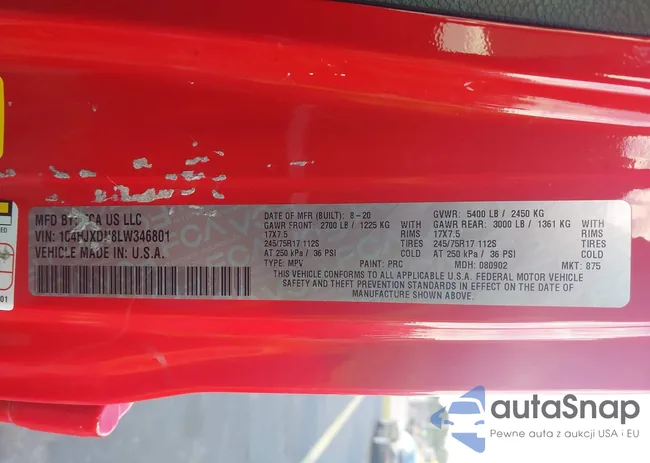 MFD BY: FCA US LLC
DATE OF MFR (BUILT): 8-20
GVWR: 5400 LB / 2450 KG
VIN: 1C4HJXDN8LW346801
GAWR FRONT: 2700 LB / 1225 KG
WITH
GAWR REAR: 3000 LB / 1361 KG
WITH
VEHICLE MADE IN: U.S.A.
17X7.5
RIMS
17X7.5
RIMS
245/75R17 112S
TIRES
245/75R17 112S
TIRES
AT 250 kPa / 36 PSI
COLD
AT 250 kPa / 36 PSI
COLD
TYPE: MPV
PAINT: PRC
MDH: 080902
MKT: 875
THIS VEHICLE CONFORMS TO ALL APPLICABLE U.S.A. FEDERAL MOTOR VEHICLE
SAFETY AND THEFT PREVENTION STANDARDS IN EFFECT ON THE DATE OF
MANUFACTURE SHOWN ABOVE.
autaSnap
Pewne auta z aukcji USA i EU